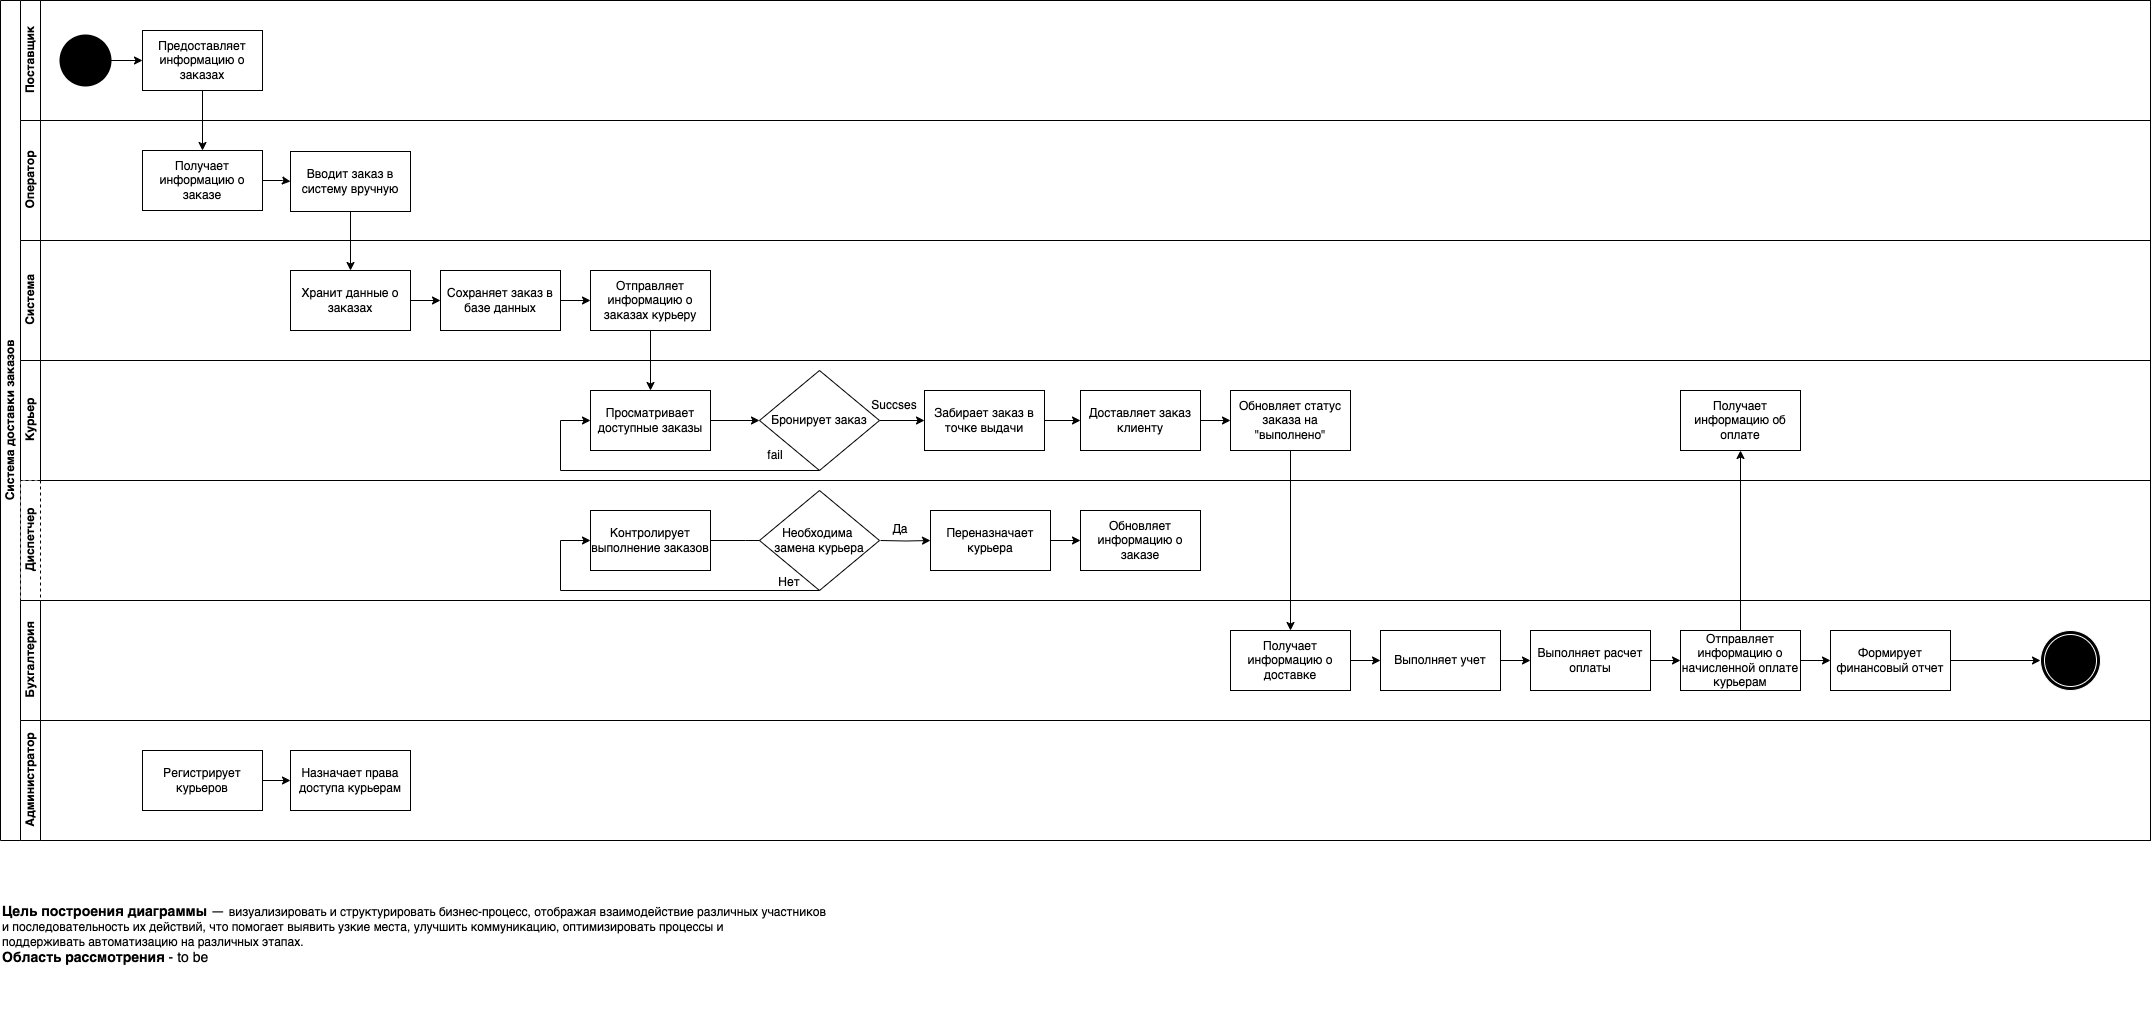 Система доставки заказов
Поставщик
Предоставляет
информацию о
заказах
Оператор
Получает
информацию о
заказе
Вводит заказ в
систему вручную
Система
Хранит данные о
заказах
Сохраняет заказ в
базе данных
Отправляет
информацию о
заказах курьеру
Курьер
Просматривает
доступные заказы
Бронирует заказ
Succses
fail
Забирает заказ в
точке выдачи
Доставляет заказ
клиенту
Обновляет статус
заказа на
"выполнено"
Получает
информацию об
оплате
Диспетчер
Контролирует
выполнение заказов
Необходима
замена курьера
Да
Нет
Переназначает
курьера
Обновляет
информацию о
заказе
Бухгалтерия
Получает
информацию о
доставке
Выполняет учет
Выполняет расчет
оплаты
Отправляет
информацию о
начисленной оплате
курьерам
Формирует
финансовый отчет
Администратор
Регистрирует
курьеров
Назначает права
доступа курьерам
Цель построения диаграммы — визуализировать и структурировать бизнес-процесс, отображая взаимодействие различных участников
и последовательность их действий, что помогает выявить узкие места, улучшить коммуникацию, оптимизировать процессы и
поддерживать автоматизацию на различных этапах.
Область рассмотрения - to be